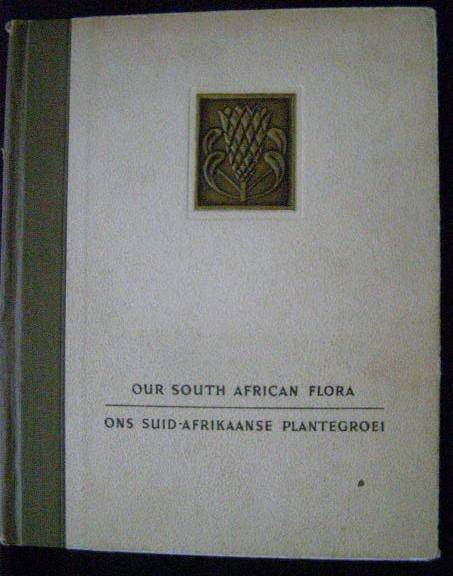 OUR SOUTH AFRICAN FLORA
ONS SUID-AFRIKAANSE PLANTEGROEI